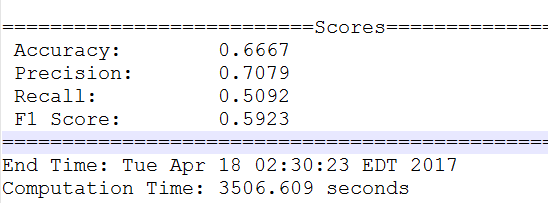 ==========================Scores==============
Accuracy: 0.6667
Precision: 0.7079
Recall: 0.5092
F1 Score: 0.5923
==============================================
End Time: Tue Apr 18 02:30:23 EDT 2017
Computation Time: 3506.609 seconds